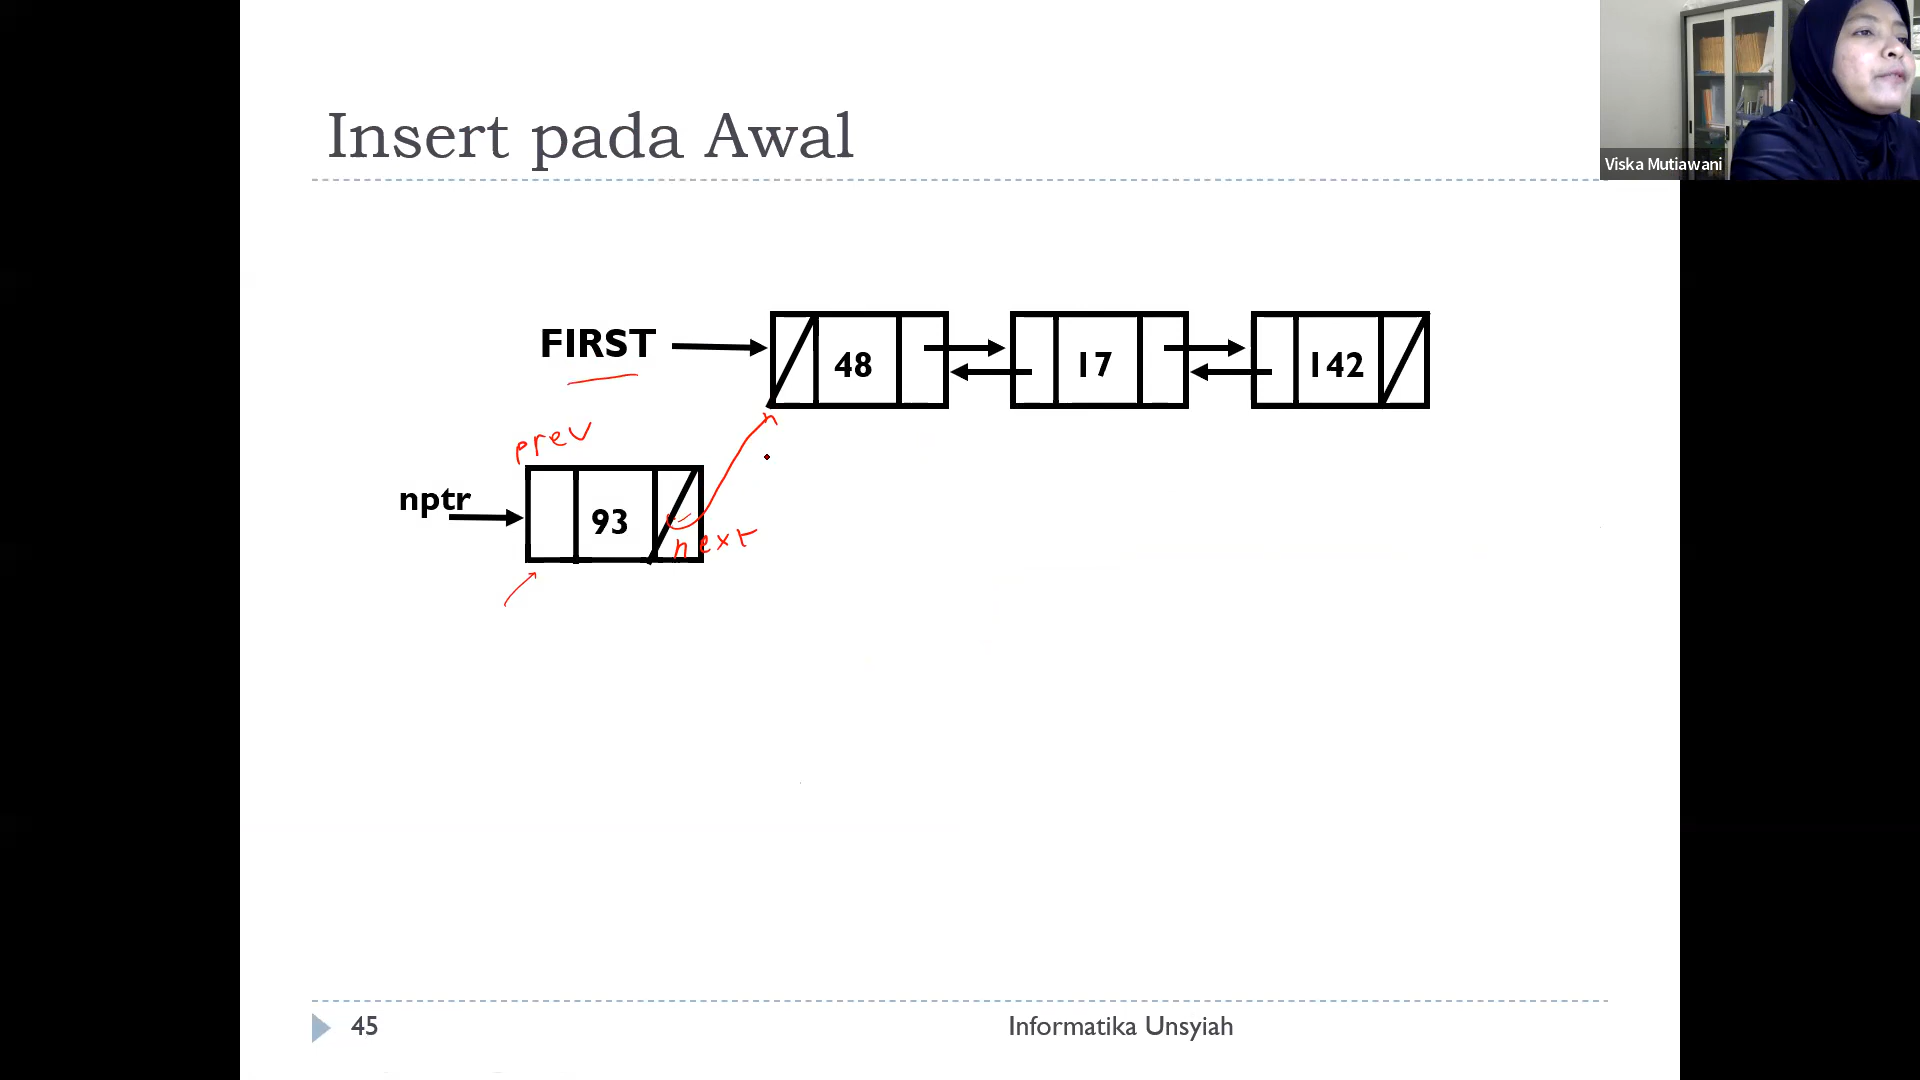 Viska Mutiawani
Insert pada Awal
FIRST
48
17
142
prev
nptr
93
next
45
Informatika Unsyiah